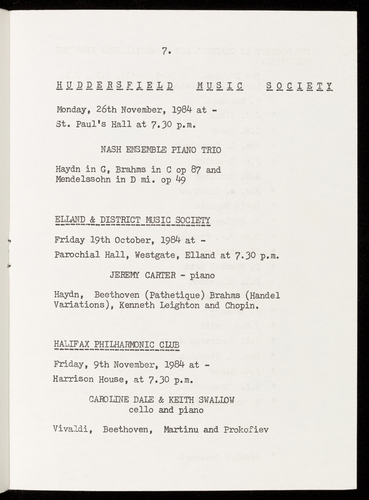 7.
HUDDERSFIELD MUSIC SOCIETY
Monday, 26th November, 1984 at -
St. Paul's Hall at 7.30 p.m.
NASH ENSEMBLE PIANO TRIO
Haydn in G, Brahms in C op 87 and
Mendelssohn in D mi. op 49
ELLAND & DISTRICT MUSIC SOCIETY
Friday 19th October, 1984 at -
Parochial Hall, Westgate, Elland at 7.30 p.m.
JEREMY CARTER - piano
Haydn, Beethoven (Pathetique) Brahms (Handel
Variations), Kenneth Leighton and Chopin.
HALIFAX PHILHARMONIC CLUB
Friday, 9th November, 1984 at -
Harrison House, at 7.30 p.m.
CAROLINE DALE & KEITH SWALLOW
cello and piano
Vivaldi, Beethoven, Martinu and Prokofiev